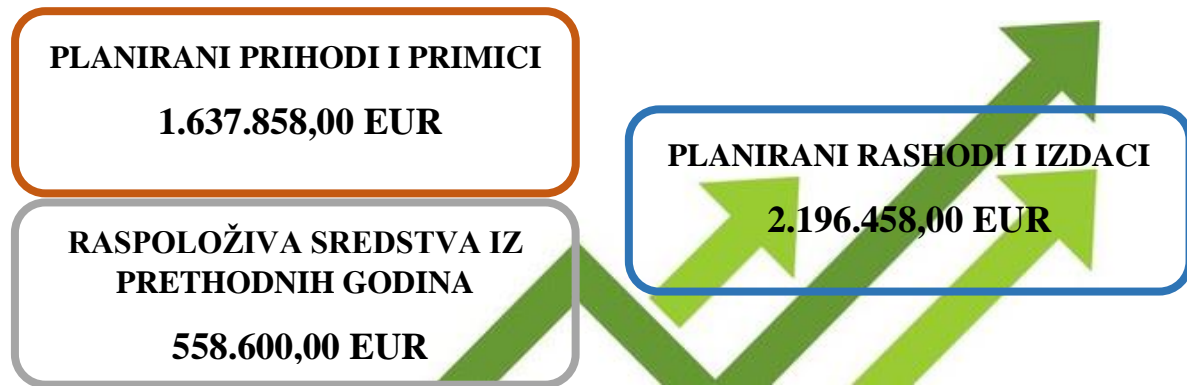 PLANIRANI PRIHODI I PRIMICI
1.637.858,00 EUR
RASPOLOŽIVA SREDSTVA IZ
PRETHODNIH GODINA
558.600,00 EUR
PLANIRANI RASHODI I IZDACI
2.196.458,00 EUR